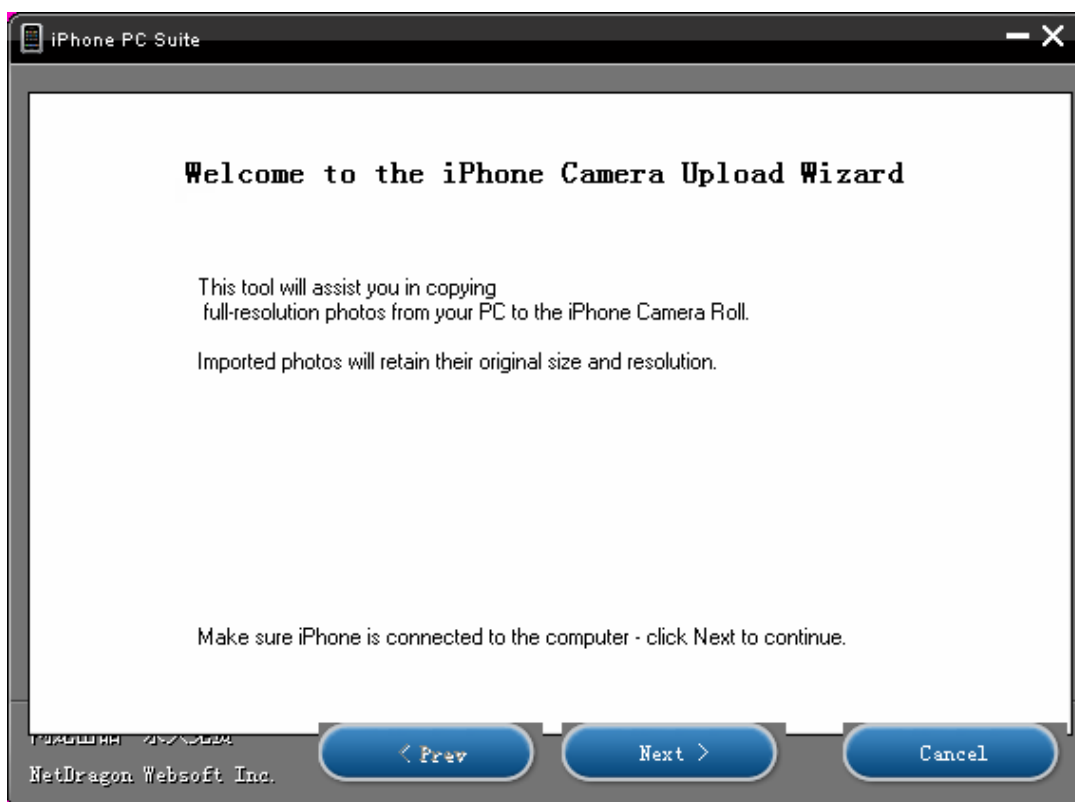 iPhone PC Suite
Welcome to the iPhone Camera Upload Wizard
This tool will assist you in copying
full-resolution photos from your PC to the iPhone Camera Roll.
Imported photos will retain their original size and resolution.
Make sure iPhone is connected to the computer - click Next to continue.
NetDragon Websoft Inc.
< Prev
Next >
Cancel